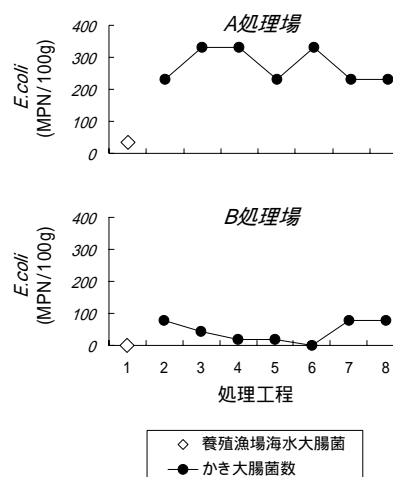 A処理場
E.coli
(MPN/100g)
400
300
200
100
0
B処理場
E.coli
(MPN/100g)
400
300
200
100
0
1 2 3 4 5 6 7 8
処理工程
養殖漁場海水大腸菌
かき大腸菌数